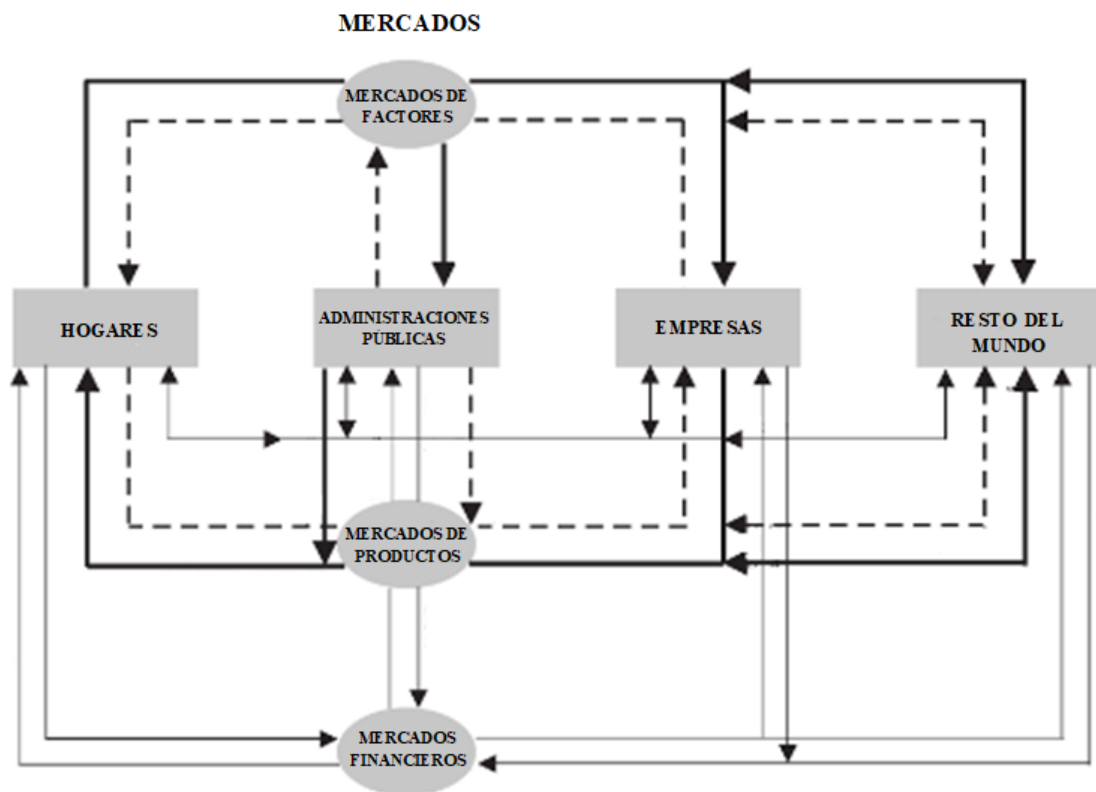 MERCADOS
MERCADOS DE
FACTORES
HOGARES
ADMINISTRACIONES
PÚBLICAS
EMPRESAS
RESTO DEL
MUNDO
MERCADOS DE
PRODUCTOS
MERCADOS
FINANCIEROS